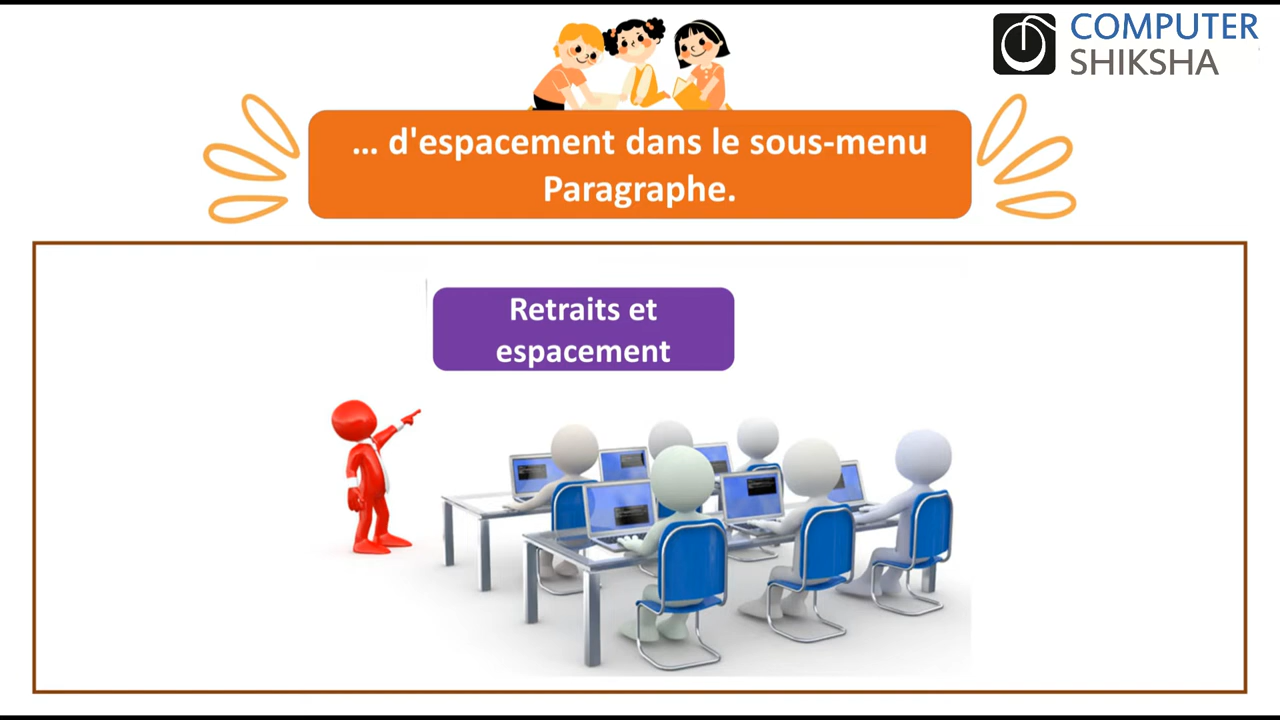 COMPUTER
SHIKSHA
... d'espacement dans le sous-menu
Paragraphe.
Retraits et
espacement